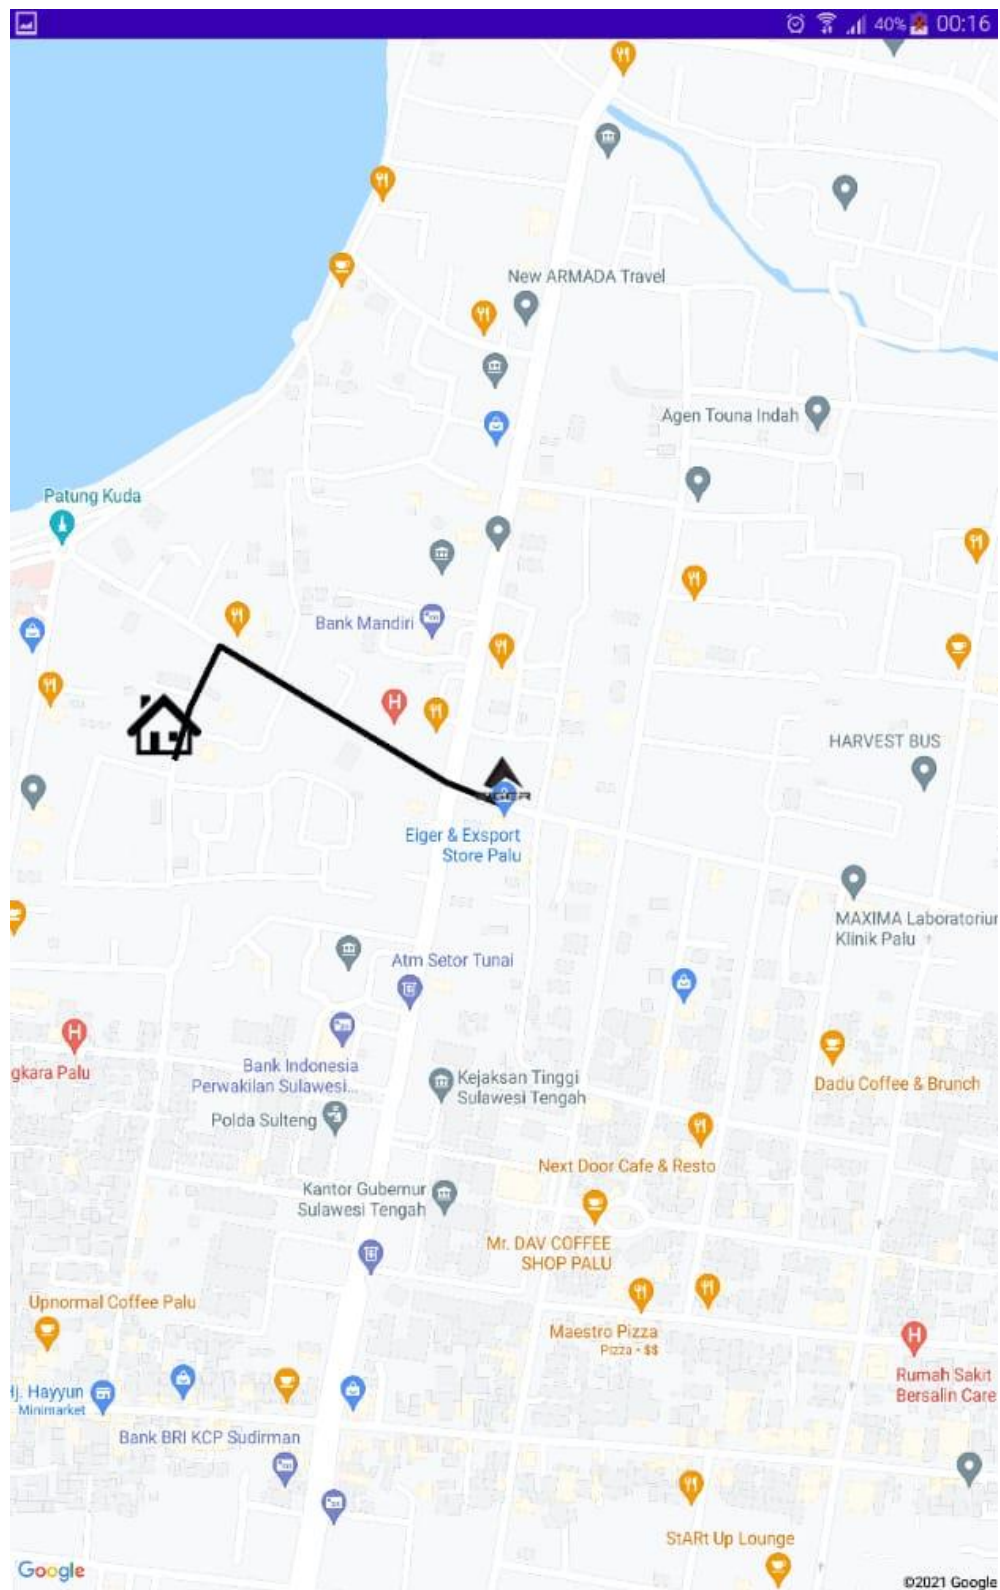 40%
00:16
New ARMADA Travel
Agen Touna Indah
Patung Kuda
Bank Mandiri
HARVEST BUS
EIGER
Eiger & Exsport
Store Palu
MAXIMA Laboratoriur
Klinik Palu
Atm Setor Tunai
gkara Palu
Bank Indonesia
Perwakilan Sulawesi...
Kejaksan Tinggi
Sulawesi Tengah
Dadu Coffee & Brunch
Polda Sulteng
Next Door Cafe & Resto
Kantor Gubernur
Sulawesi Tengah
Mr. DAV COFFEE
SHOP PALU
Upnormal Coffee Palu
Maestro Pizza
Pizza • $$
Rumah Sakit
Bersalin Care
Hj. Hayyun
Minimarket
Bank BRI KCP Sudirman
StARt Up Lounge
Google
©2021 Google